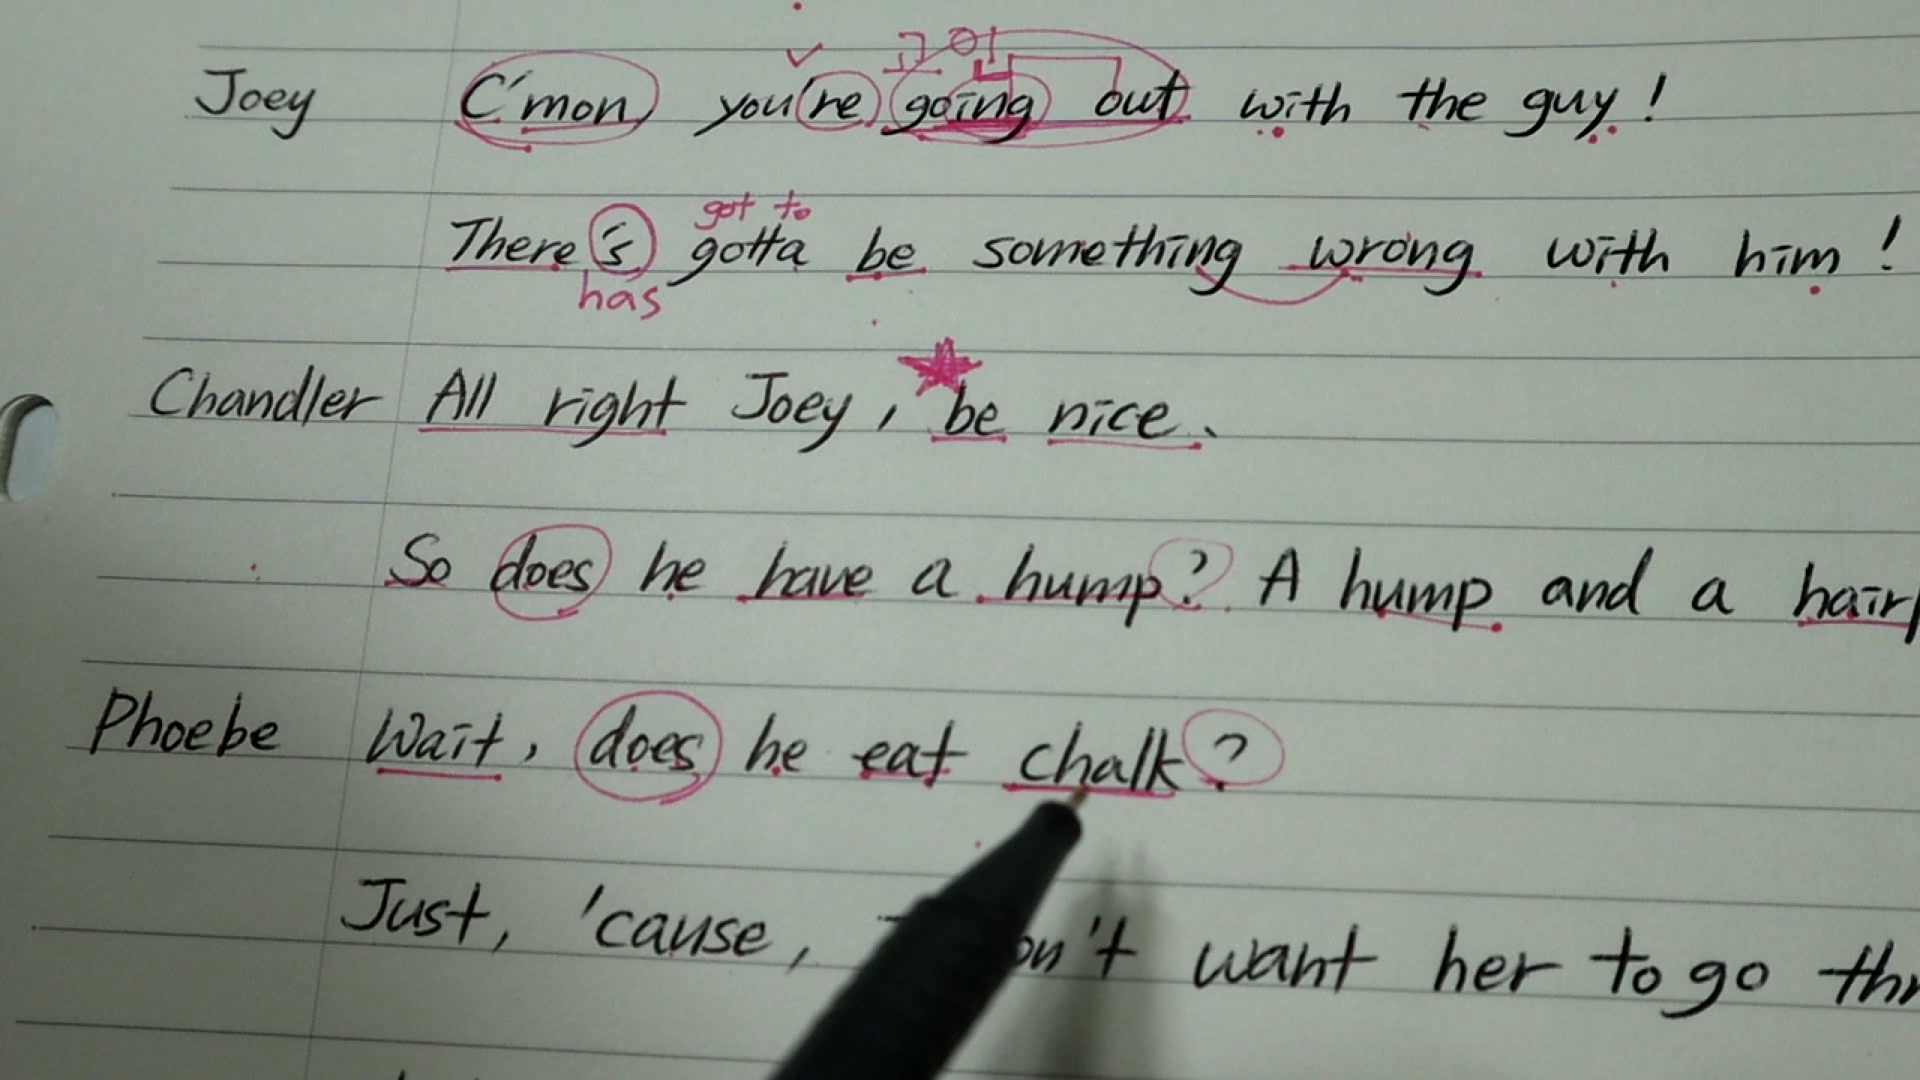 고 이
Joey C'mon you're going out with the guy!
got to
There's gotta be something wrong with him!
has
Chandler All right Joey, be nice.
So does he have a hump? A hump and a
Phoebe Wait, does he eat chalk?
Just, 'cause, want her to go